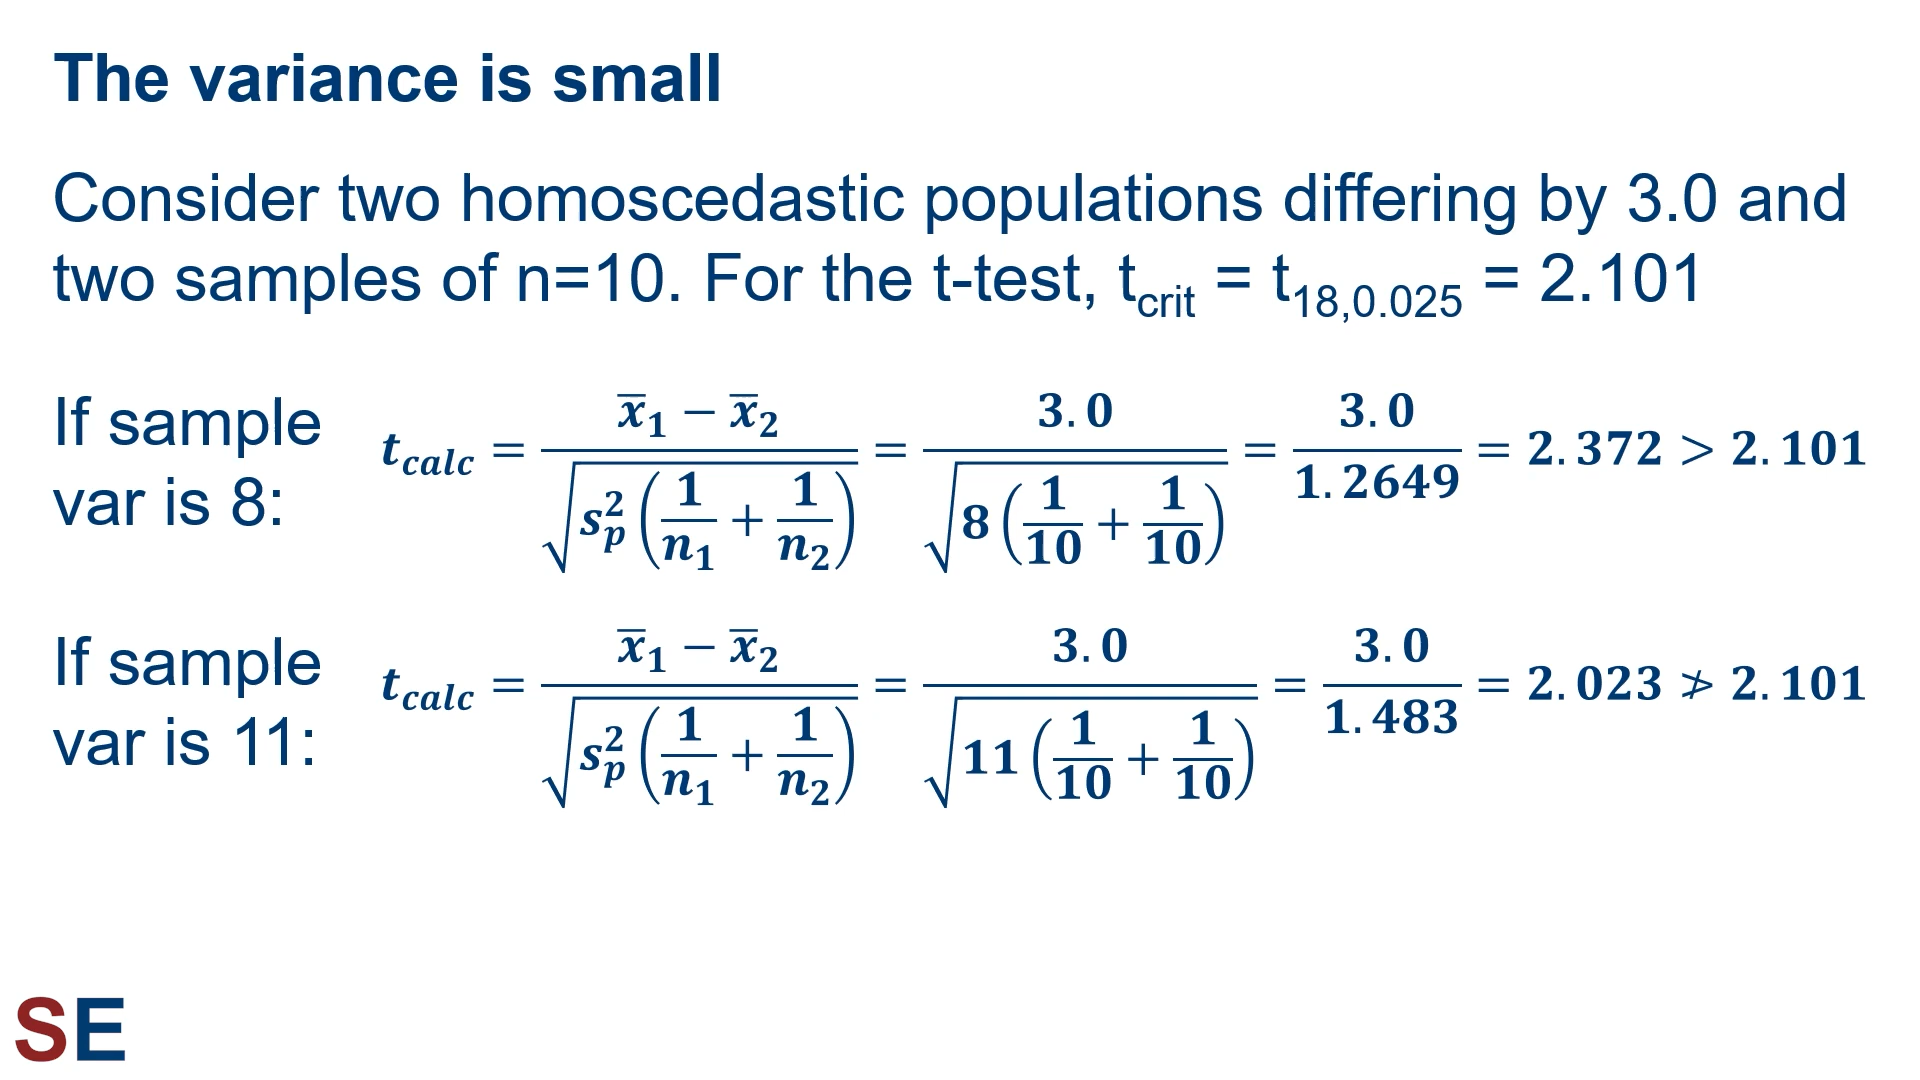 The variance is small
Consider two homoscedastic populations differing by 3.0 and
two samples of n=10. For the t-test, t_crit = t_18,0.025 = 2.101
If sample
var is 8:
t_calc = (x̅₁ − x̅₂) / √(s_p²(1/n₁ + 1/n₂)) = 3.0 / √(8(1/10 + 1/10)) = 3.0 / 1.2649 = 2.372 > 2.101
If sample
var is 11:
t_calc = (x̅₁ − x̅₂) / √(s_p²(1/n₁ + 1/n₂)) = 3.0 / √(11(1/10 + 1/10)) = 3.0 / 1.483 = 2.023 ≯ 2.101
SE